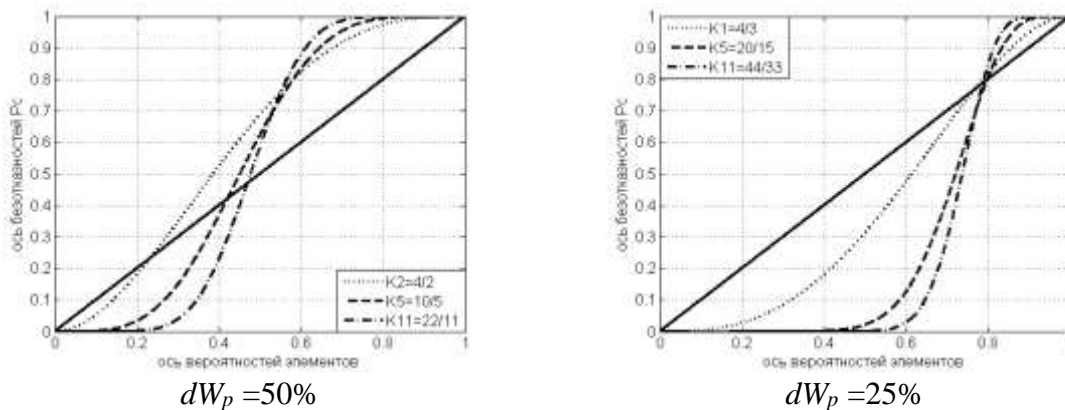 1
0.9
0.8
0.7
0.6
0.5
0.4
0.3
0.2
0.1
0
ось безотказностей Pc
K2=4/2
K5=10/5
K11=22/11
0 0.2 0.4 0.6 0.8 1
ось вероятностей элементов
dWp =50%
1
0.9
0.8
0.7
0.6
0.5
0.4
0.3
0.2
0.1
0
ось безотказностей Pc
K1=4/3
K5=20/15
K11=44/33
0 0.2 0.4 0.6 0.8
ось вероятностей элементов
dWp =25%